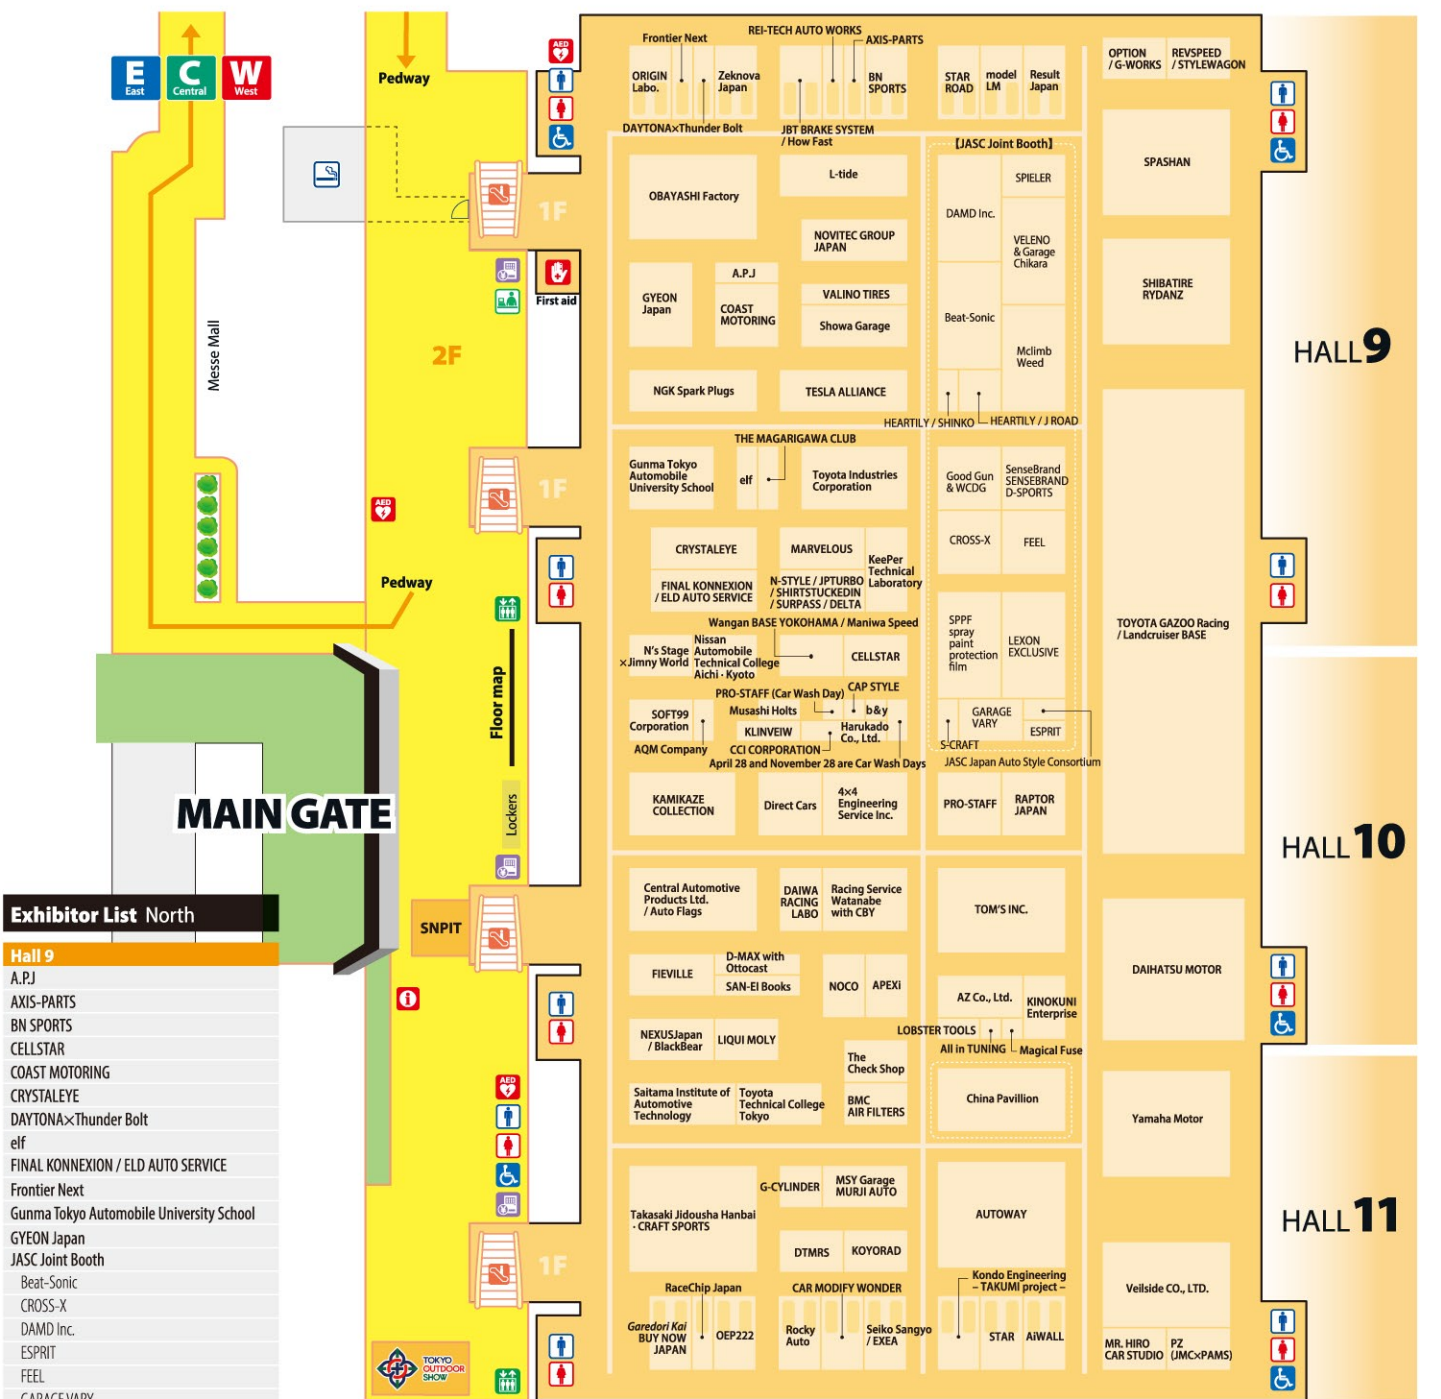 E
East
C
Central
W
West
Pedway
AED
Frontier Next
REI-TECH AUTO WORKS
AXIS-PARTS
ORIGIN
Labo.
Zeknova
Japan
BN
SPORTS
STAR
ROAD
model
LM
Result
Japan
OPTION
/ G-WORKS
REVSPEED
/ STYLEWAGON
DAYTONA×Thunder Bolt
JBT BRAKE SYSTEM
/ How Fast
【JASC Joint Booth】
SPASHAN
L-tide
OBAYASHI Factory
SPIELER
DAMD Inc.
1F
NOVITEC GROUP
JAPAN
VELENO
& Garage
Chikara
First aid
A.P.J
GYEON
Japan
COAST
MOTORING
VALINO TIRES
Showa Garage
SHIBATIRE
RYDANZ
Beat-Sonic
Messe Mall
2F
HALL9
Mclimb
Weed
NGK Spark Plugs
TESLA ALLIANCE
HEARTILY / SHINKO
HEARTILY / J ROAD
THE MAGARIGAWA CLUB
Gunma Tokyo
Automobile
University School
elf
Toyota Industries
Corporation
Good Gun
& WCDG
SenseBrand
SENSEBRAND
D-SPORTS
1F
AED
CRYSTALEYE
MARVELOUS
KeePer
Technical
Laboratory
CROSS-X
FEEL
FINAL KONNEXION
/ ELD AUTO SERVICE
N-STYLE / JPTURBO
/ SHIRTSTUCKEDIN
/ SURPASS / DELTA
Pedway
Wangan BASE YOKOHAMA / Maniwa Speed
SPPF
spray
paint
protection
film
LEXON
EXCLUSIVE
TOYOTA GAZOO Racing
/ Landcruiser BASE
N's Stage
×Jimny World
Nissan
Automobile
Technical College
Aichi · Kyoto
CELLSTAR
Floor map
PRO-STAFF (Car Wash Day)
CAP STYLE
SOFT99
Corporation
Musashi Holts
b&y
KLINVEIW
Harukado
Co., Ltd.
GARAGE
VARY
ESPRIT
AQM Company
CCI CORPORATION
S-CRAFT
April 28 and November 28 are Car Wash Days
JASC Japan Auto Style Consortium
Lockers
MAIN GATE
KAMIKAZE
COLLECTION
Direct Cars
4×4
Engineering
Service Inc.
PRO-STAFF
RAPTOR
JAPAN
HALL10
Central Automotive
Products Ltd.
/ Auto Flags
DAIWA
RACING
LABO
Racing Service
Watanabe
with CBY
TOM'S INC.
SNPIT
FIEVILLE
D-MAX with
Ottocast
SAN-EI Books
NOCO
APEXi
DAIHATSU MOTOR
AZ Co., Ltd.
KINOKUNI
Enterprise
LOBSTER TOOLS
All in TUNING
Magical Fuse
NEXUSJapan
/ BlackBear
LIQUI MOLY
The
Check Shop
AED
Saitama Institute of
Automotive
Technology
Toyota
Technical College
Tokyo
BMC
AIR FILTERS
China Pavillion
Yamaha Motor
G-CYLINDER
MSY Garage
MURJI AUTO
Takasaki Jidousha Hanbai
· CRAFT SPORTS
AUTOWAY
HALL11
1F
DTMRS
KOYORAD
RaceChip Japan
CAR MODIFY WONDER
Kondo Engineering
– TAKUMI project –
Veilside CO., LTD.
Garedori Kai
BUY NOW
JAPAN
OEP222
Rocky
Auto
Seiko Sangyo
/ EXEA
STAR
AiWALL
MR. HIRO
CAR STUDIO
PZ
(JMC×PAMS)
TOKYO
OUTDOOR
SHOW
Exhibitor List North
Hall 9
A.P.J
AXIS-PARTS
BN SPORTS
CELLSTAR
COAST MOTORING
CRYSTALEYE
DAYTONA×Thunder Bolt
elf
FINAL KONNEXION / ELD AUTO SERVICE
Frontier Next
Gunma Tokyo Automobile University School
GYEON Japan
JASC Joint Booth
Beat-Sonic
CROSS-X
DAMD Inc.
ESPRIT
FEEL
GARAGE VARY